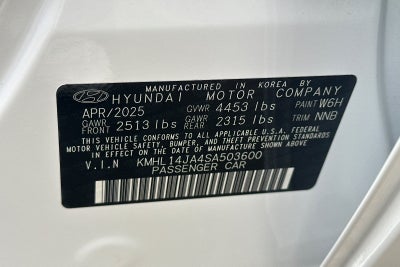 MANUFACTURED IN KOREA BY
HYUNDAI MOTOR COMPANY
APR/2025 GVWR 4453 lbs PAINT W6H
GAWR FRONT 2513 lbs GAWR REAR 2315 lbs TRIM NNB
THIS VEHICLE CONFORMS TO ALL APPLICABLE U.S.A. FEDERAL
MOTOR VEHICLE SAFETY, BUMPER, AND THEFT PREVENTION STANDARDS
IN EFFECT ON THE DATE OF MANUFACTURE SHOWN ABOVE.
V.I.N KMHL14JA4SA503600
PASSENGER CAR